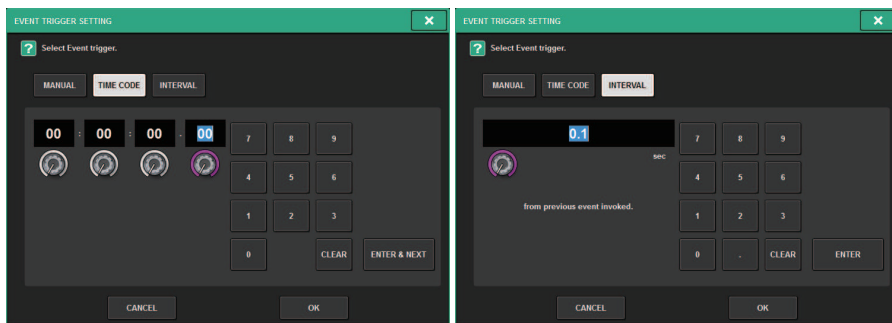 EVENT TRIGGER SETTING
?
Select Event trigger.
MANUAL TIME CODE INTERVAL
00 : 00 : 00 . 00
7 8 9
4 5 6
1 2 3
0 CLEAR ENTER & NEXT
CANCEL OK
EVENT TRIGGER SETTING
?
Select Event trigger.
MANUAL TIME CODE INTERVAL
0.1
sec
from previous event invoked.
7 8 9
4 5 6
1 2 3
0 . CLEAR ENTER
CANCEL OK